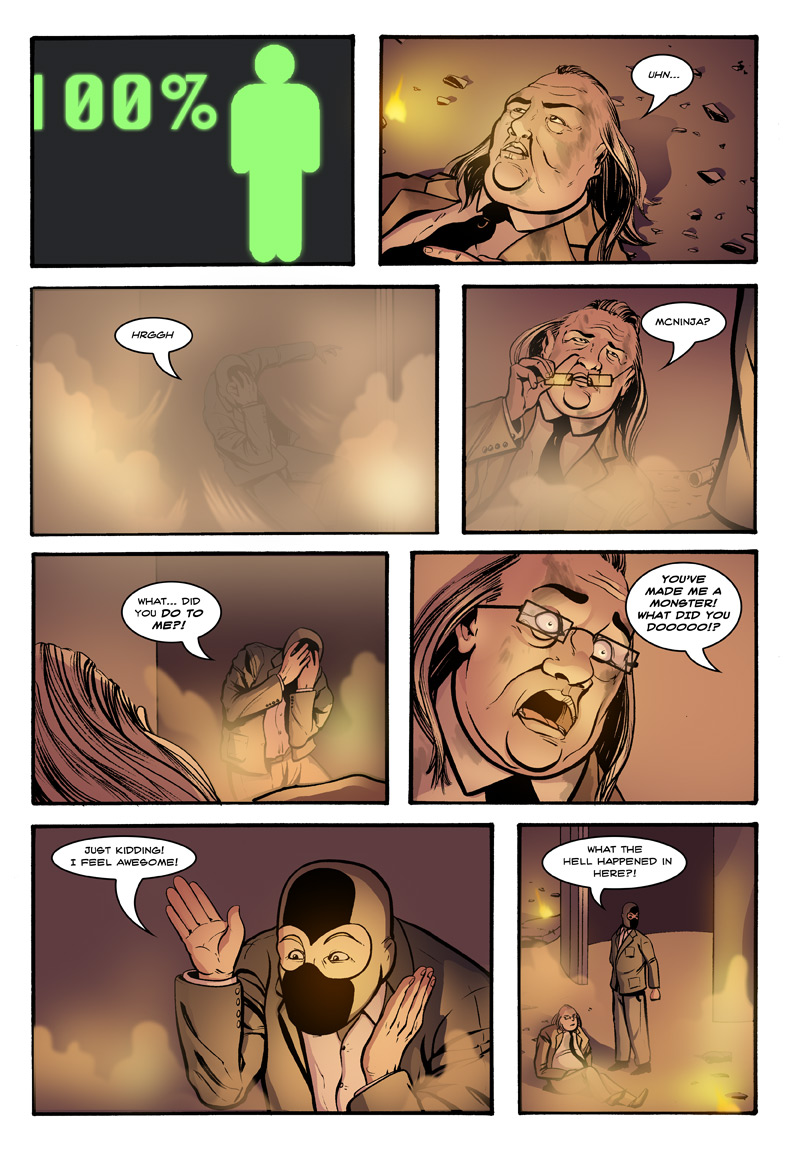 100%
UHN...
HRGGH
MCNINJA?
WHAT... DID
YOU DO TO
ME?!
YOU'VE
MADE ME A
MONSTER!
WHAT DID YOU
DOOOOO!?
JUST KIDDING!
I FEEL AWESOME!
WHAT THE
HELL HAPPENED IN
HERE?!